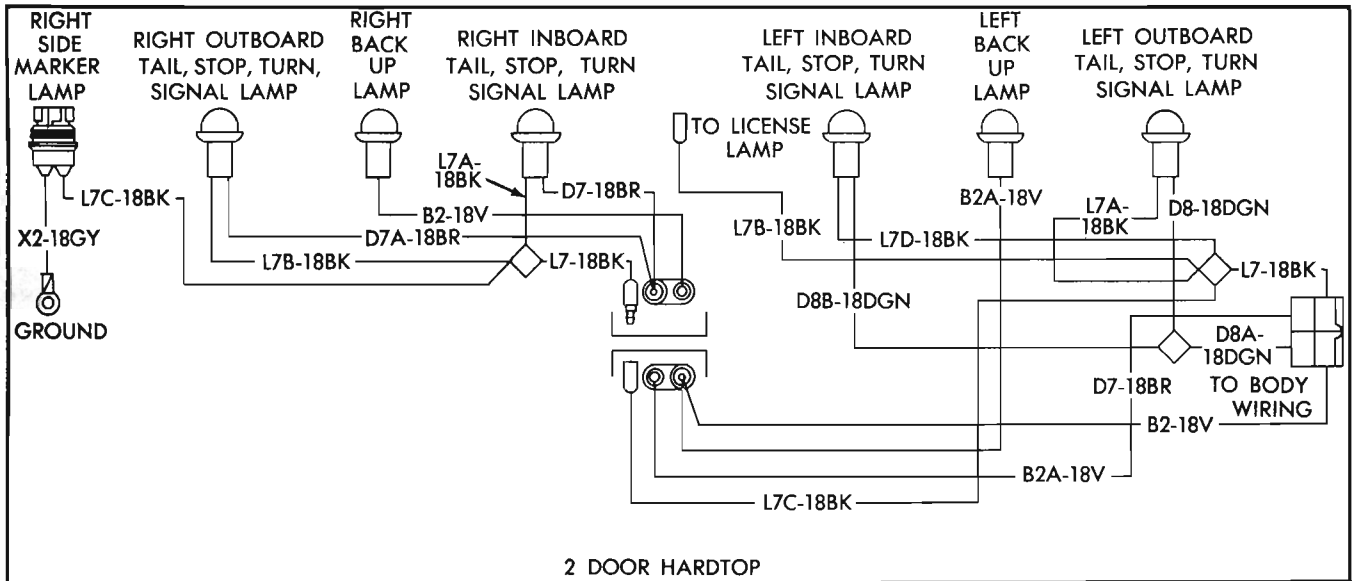 RIGHT
SIDE
MARKER
LAMP
RIGHT OUTBOARD
TAIL, STOP, TURN,
SIGNAL LAMP
RIGHT
BACK
UP
LAMP
RIGHT INBOARD
TAIL, STOP, TURN
SIGNAL LAMP
TO LICENSE
LAMP
LEFT INBOARD
TAIL, STOP, TURN
SIGNAL LAMP
LEFT
BACK
UP
LAMP
LEFT OUTBOARD
TAIL, STOP, TURN
SIGNAL LAMP
L7A-
18BK
D7-18BR
L7C-18BK
B2-18V
X2-18GY
D7A-18BR
L7B-18BK
L7-18BK
GROUND
B2A-18V
L7A-
18BK
D8-18DGN
L7B-18BK
L7D-18BK
L7-18BK
D8B-18DGN
D8A-
18DGN
D7-18BR
TO BODY
WIRING
B2-18V
B2A-18V
L7C-18BK
2 DOOR HARDTOP